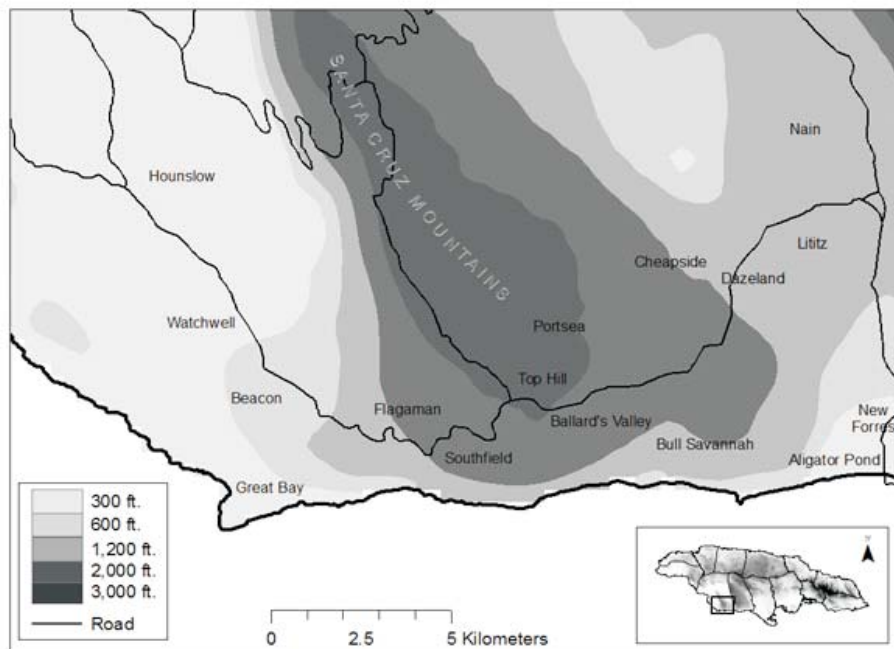 SANTA CRUZ MOUNTAINS
Nain
Hounslow
Lititz
Cheapside
Dazeland
Watchwell
Portsea
Top Hill
Beacon
Flagaman
Ballard's Valley
New
Forres
Bull Savannah
Southfield
Aligator Pond
Great Bay
300 ft.
600 ft.
1,200 ft.
2,000 ft.
3,000 ft.
Road
0 2.5 5 Kilometers
N